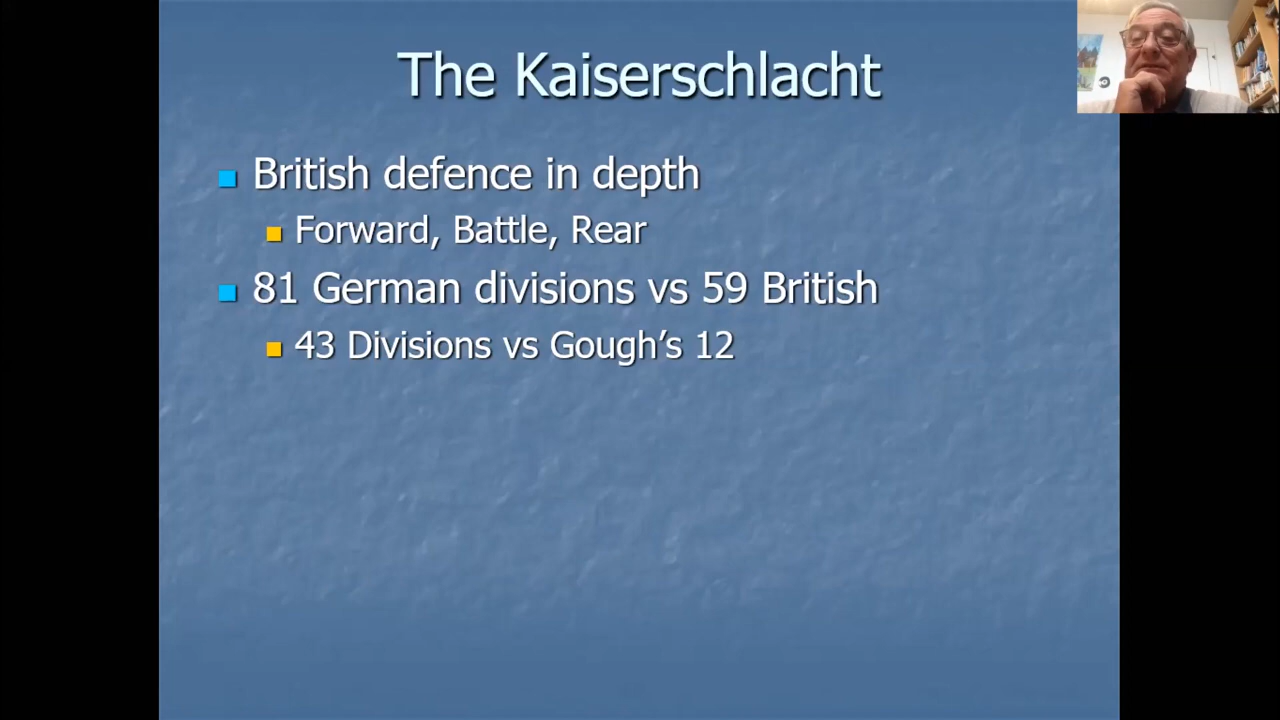 The Kaiserschlacht
British defence in depth
Forward, Battle, Rear
81 German divisions vs 59 British
43 Divisions vs Gough’s 12